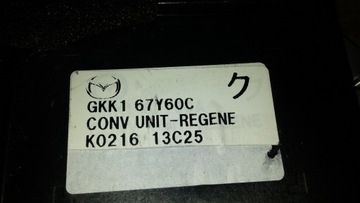 ク
GKK1 67Y60C
CONV UNIT-REGENE
K0216 13C25